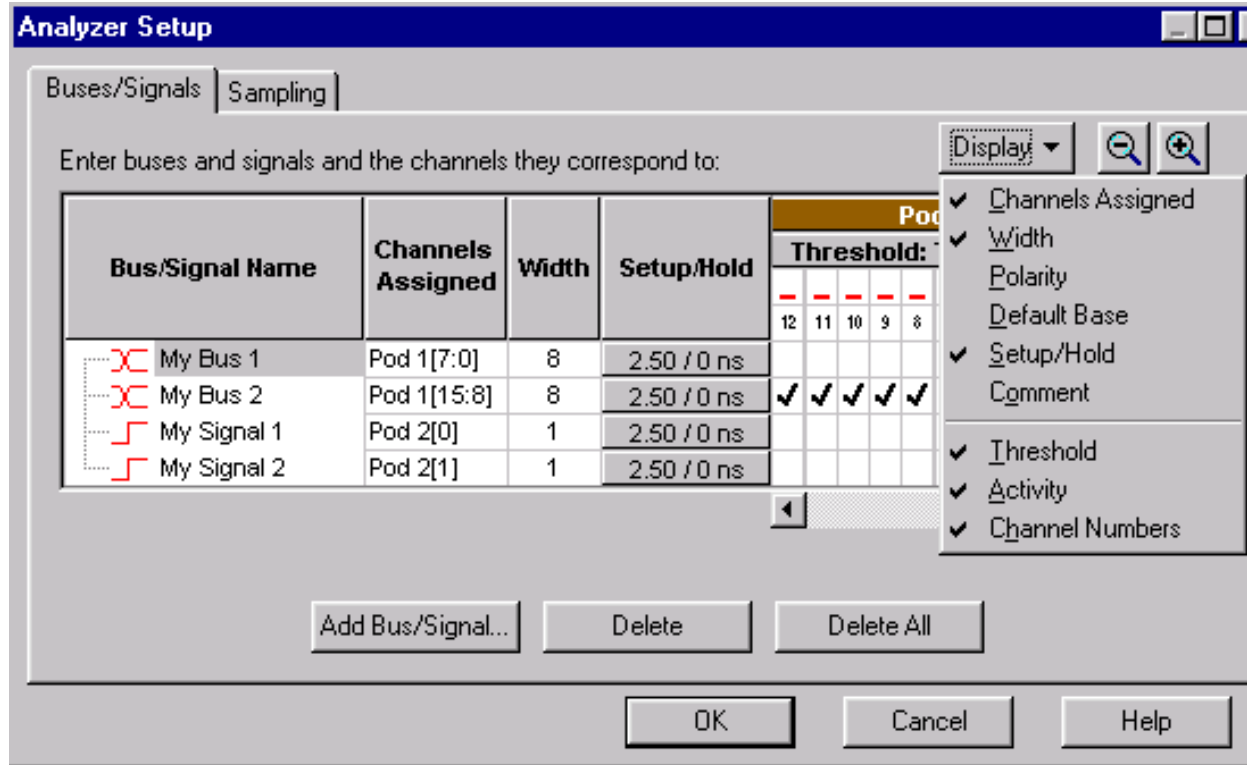 Analyzer Setup
Buses/Signals Sampling
Display
Enter buses and signals and the channels they correspond to:
Bus/Signal Name Channels Assigned Width Setup/Hold
Threshold:
12 11 10 9 8
My Bus 1 Pod 1[7:0] 8 2.50 / 0 ns
My Bus 2 Pod 1[15:8] 8 2.50 / 0 ns
My Signal 1 Pod 2[0] 1 2.50 / 0 ns
My Signal 2 Pod 2[1] 1 2.50 / 0 ns
Channels Assigned
Width
Polarity
Default Base
Setup/Hold
Comment
Threshold
Activity
Channel Numbers
Add Bus/Signal... Delete Delete All
OK Cancel Help